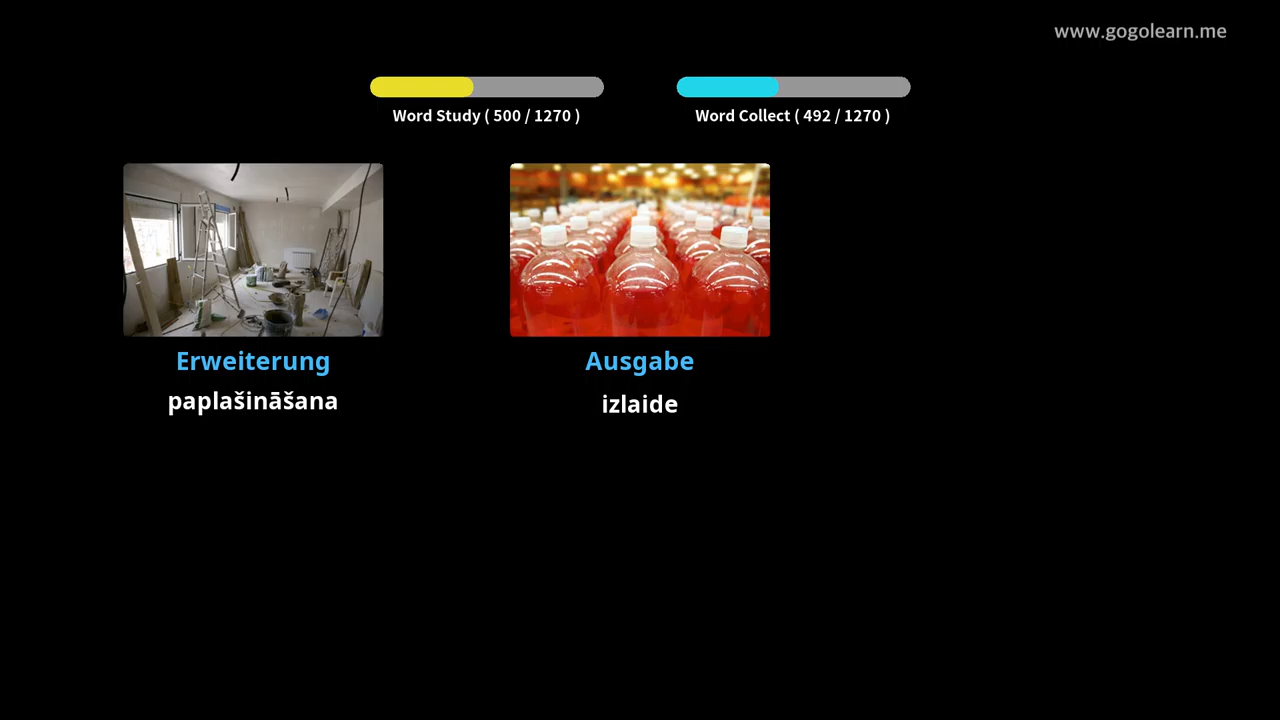 www.gogolearn.me
Word Study ( 500 / 1270 )
Word Collect ( 492 / 1270 )
Erweiterung
paplašināšana
Ausgabe
izlaide